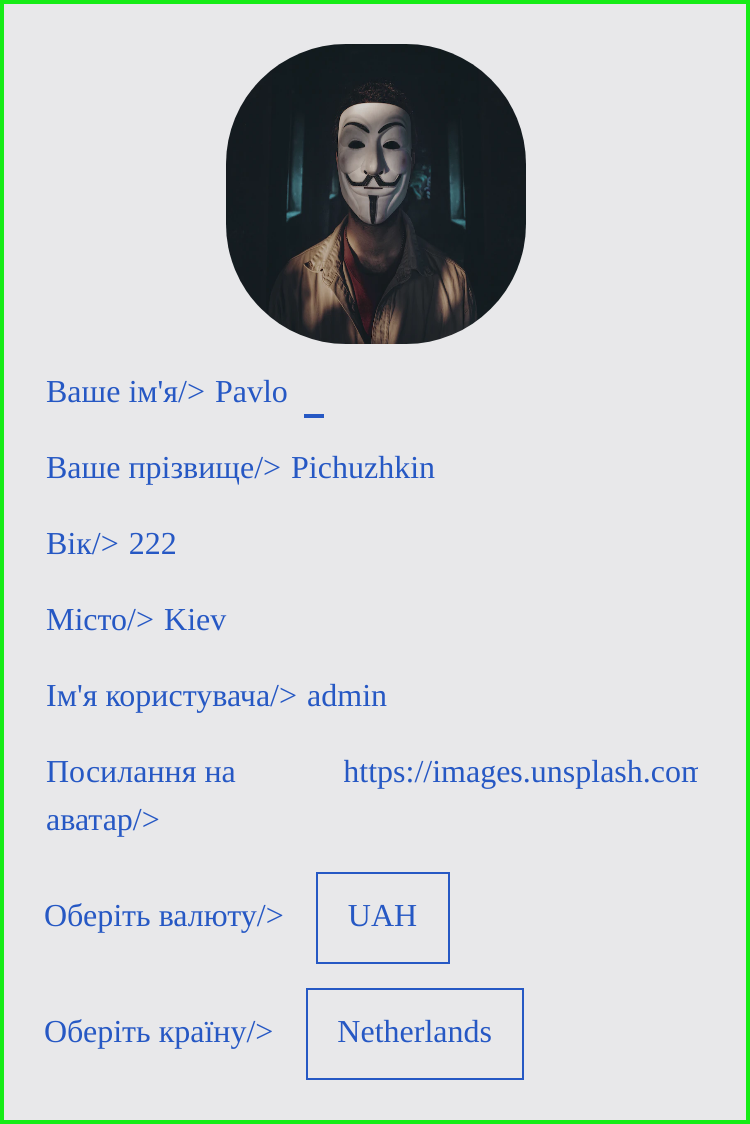 Ваше ім'я/> Pavlo _
Ваше прізвище/> Pichuzhkin
Вік/> 222
Місто/> Kiev
Ім'я користувача/> admin
Посилання на https://images.unsplash.com
аватар/>
Оберіть валюту/> UAH
Оберіть країну/> Netherlands